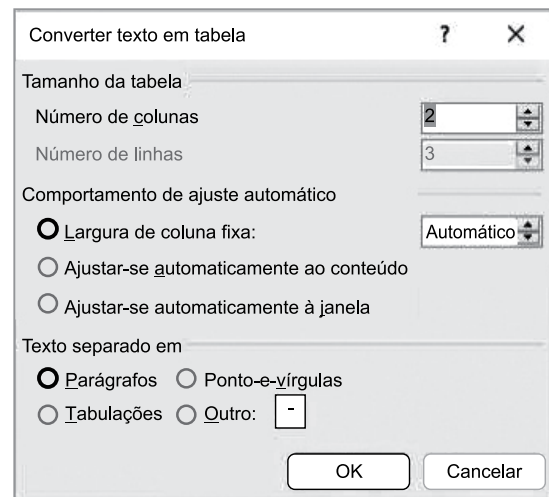 Converter texto em tabela ? ×
Tamanho da tabela
Número de colunas 2
Número de linhas 3
Comportamento de ajuste automático
Largura de coluna fixa: Automático
Ajustar-se automaticamente ao conteúdo
Ajustar-se automaticamente à janela
Texto separado em
Parágrafos Ponto-e-vírgulas
Tabulações Outro: -
OK Cancelar